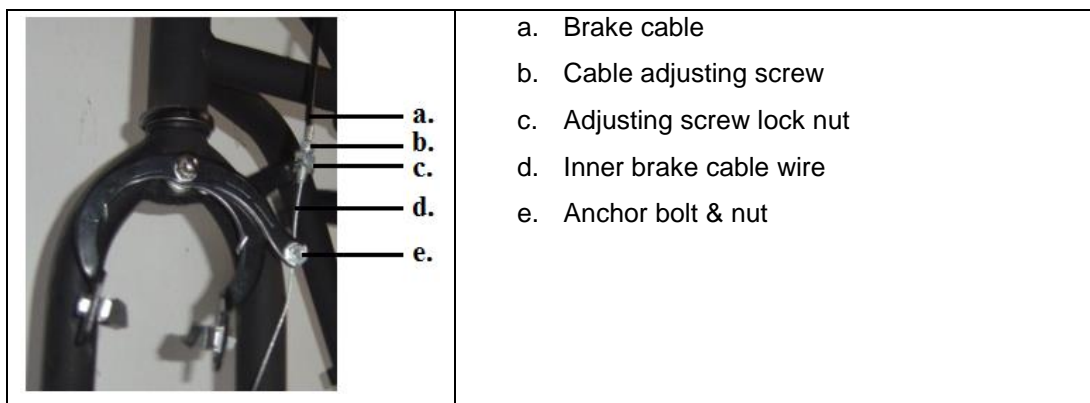 a.
b.
c.
d.
e.
a. Brake cable
b. Cable adjusting screw
c. Adjusting screw lock nut
d. Inner brake cable wire
e. Anchor bolt & nut